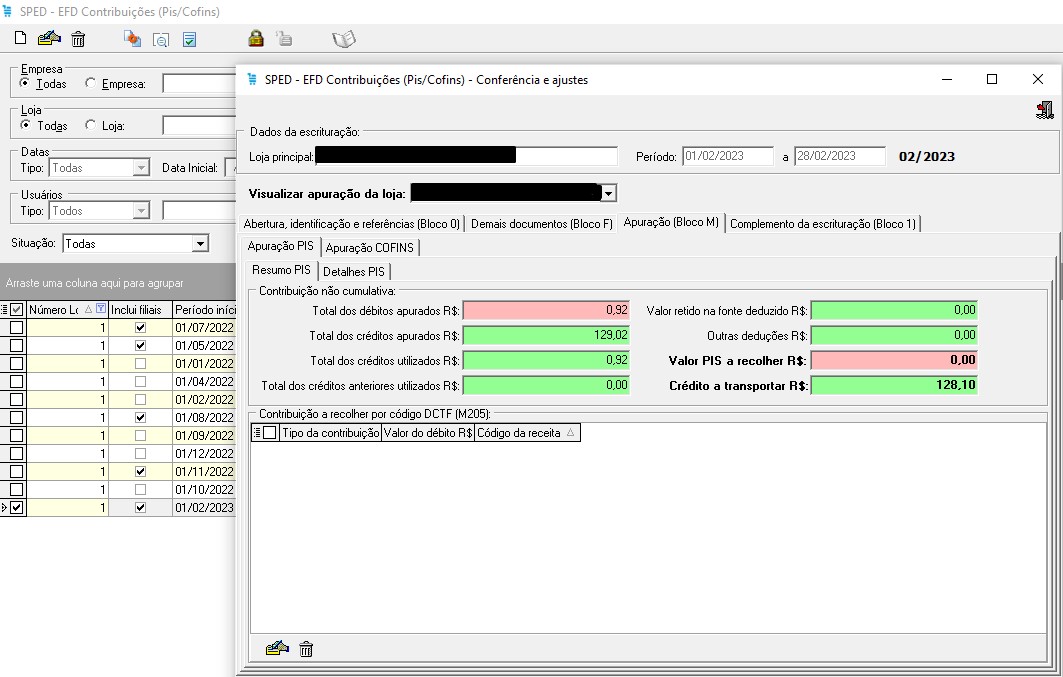 SPED - EFD Contribuições (Pis/Cofins)
Empresa
Todas Empresa:
Loja
Todas Loja:
Datas
Tipo: Todas Data Inicial:
Usuários
Tipo: Todos
Situação: Todas
Arraste uma coluna aqui para agrupar
Número Lo Inclui filiais Período iníci
1 01/07/2022
1 01/05/2022
1 01/01/2022
1 01/04/2022
1 01/02/2022
1 01/08/2022
1 01/09/2022
1 01/12/2022
1 01/11/2022
1 01/10/2022
1 01/02/2023
SPED - EFD Contribuições (Pis/Cofins) - Conferência e ajustes
Dados da escrituração:
Loja principal: Período: 01/02/2023 a 28/02/2023 02/2023
Visualizar apuração da loja:
Abertura, identificação e referências (Bloco 0) Demais documentos (Bloco F) Apuração (Bloco M) Complemento da escrituração (Bloco 1)
Apuração PIS Apuração COFINS
Resumo PIS Detalhes PIS
Contribuição não cumulativa:
Total dos débitos apurados R$: 0,92 Valor retido na fonte deduzido R$: 0,00
Total dos créditos apurados R$: 129,02 Outras deduções R$: 0,00
Total dos créditos utilizados R$: 0,92 Valor PIS a recolher R$: 0,00
Total dos créditos anteriores utilizados R$: 0,00 Crédito a transportar R$: 128,10
Contribuição a recolher por código DCTF (M205):
Tipo da contribuição Valor do débito R$ Código da receita